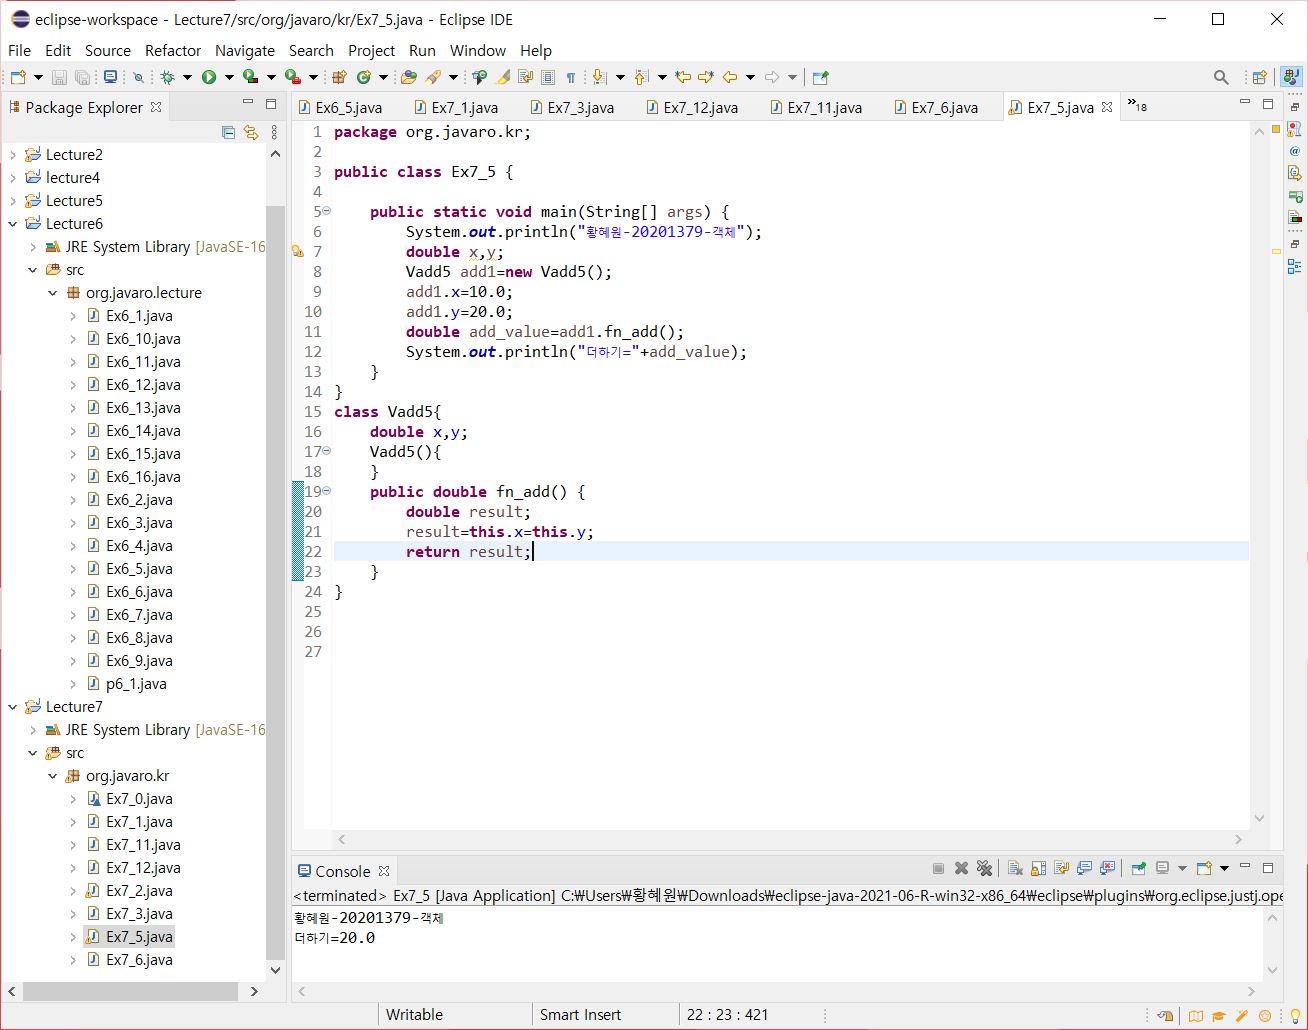 eclipse-workspace - Lecture7/src/org/javaro/kr/Ex7_5.java - Eclipse IDE
File Edit Source Refactor Navigate Search Project Run Window Help
Package Explorer
Lecture2
lecture4
Lecture5
Lecture6
JRE System Library [JavaSE-16
src
org.javaro.lecture
Ex6_1.java
Ex6_10.java
Ex6_11.java
Ex6_12.java
Ex6_13.java
Ex6_14.java
Ex6_15.java
Ex6_16.java
Ex6_2.java
Ex6_3.java
Ex6_4.java
Ex6_5.java
Ex6_6.java
Ex6_7.java
Ex6_8.java
Ex6_9.java
p6_1.java
Lecture7
JRE System Library [JavaSE-16
src
org.javaro.kr
Ex7_0.java
Ex7_1.java
Ex7_11.java
Ex7_12.java
Ex7_2.java
Ex7_3.java
Ex7_5.java
Ex7_6.java
Ex6_5.java Ex7_1.java Ex7_3.java Ex7_12.java Ex7_11.java Ex7_6.java Ex7_5.java »18
1 package org.javaro.kr;
2
3 public class Ex7_5 {
4
5 public static void main(String[] args) {
6 System.out.println("황혜원-20201379-객체");
7 double x,y;
8 Vadd5 add1=new Vadd5();
9 add1.x=10.0;
10 add1.y=20.0;
11 double add_value=add1.fn_add();
12 System.out.println("더하기="+add_value);
13 }
14 }
15 class Vadd5{
16 double x,y;
17 Vadd5(){
18 }
19 public double fn_add() {
20 double result;
21 result=this.x=this.y;
22 return result;
23 }
24 }
25
26
27
Console
<terminated> Ex7_5 [Java Application] C:₩Users₩황혜원₩Downloads₩eclipse-java-2021-06-R-win32-x86_64₩eclipse₩plugins₩org.eclipse.justj.ope
황혜원-20201379-객체
더하기=20.0
Writable Smart Insert 22 : 23 : 421